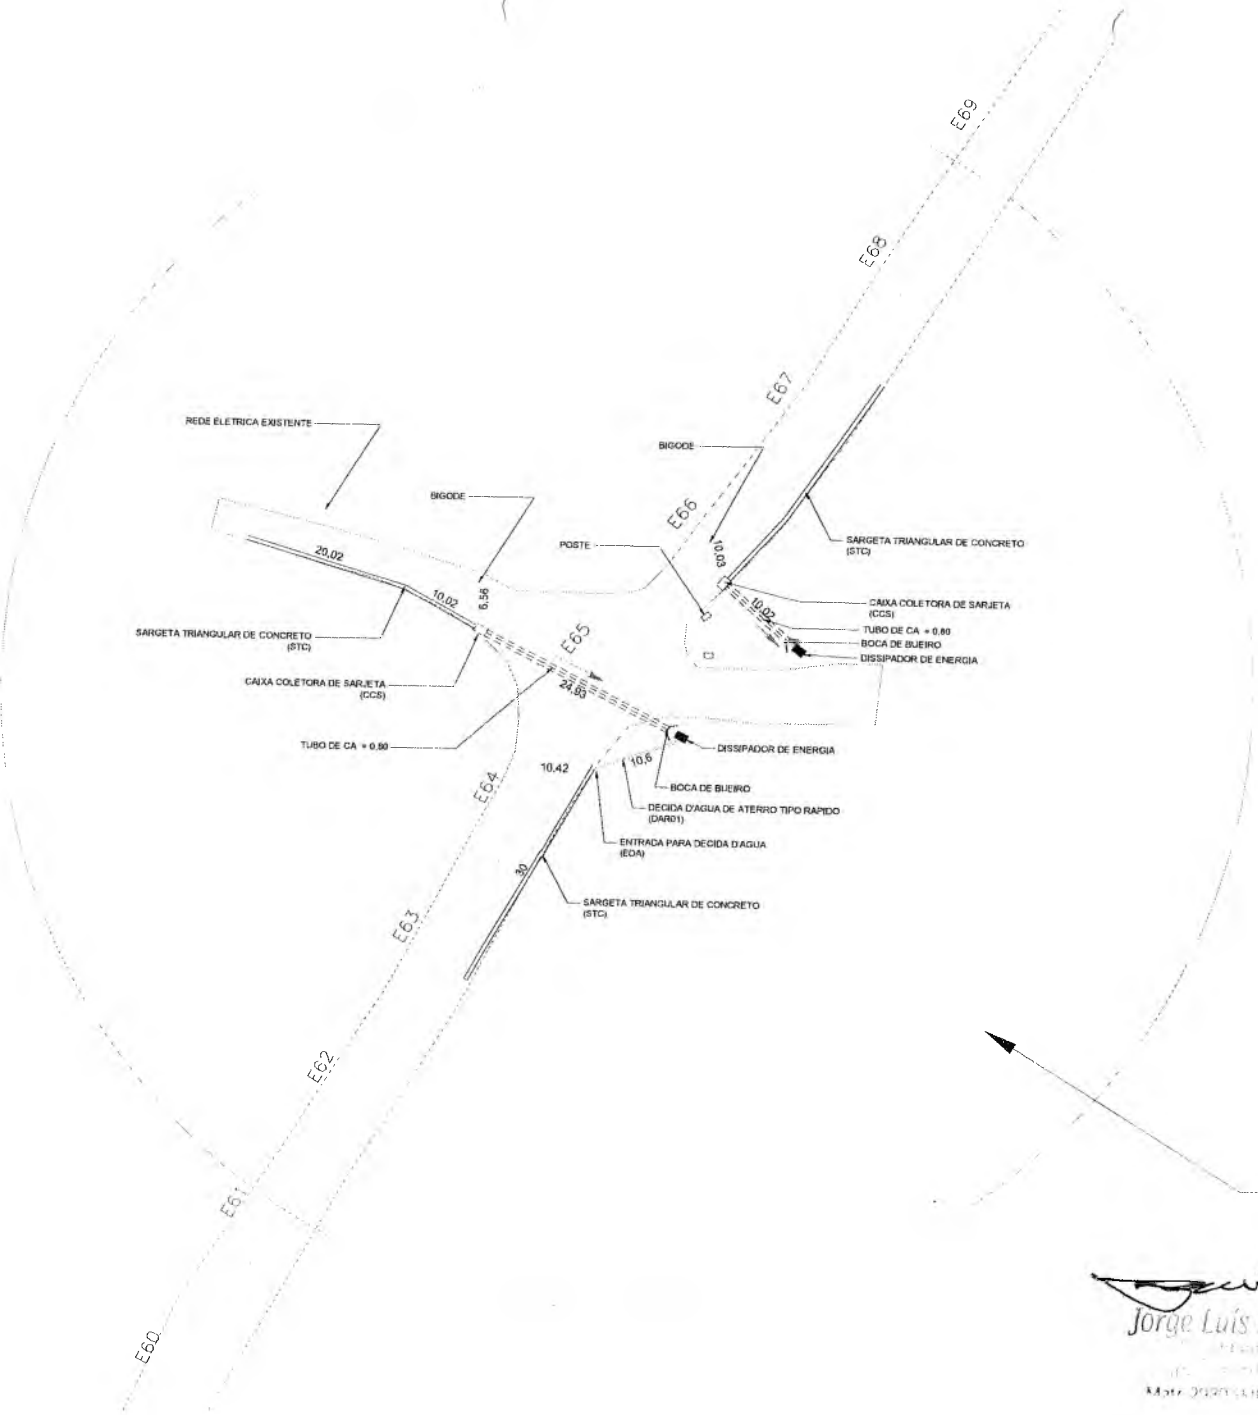 E69
E68
E67
REDE ELETRICA EXISTENTE
BIGODE
BIGODE
E66
POSTE
10,03
SARGETA TRIANGULAR DE CONCRETO
(STC)
20,02
10,02
6,56
10,02
CAIXA COLETORA DE SARJETA
(CCS)
TUBO DE CA = 0,80
BOCA DE BUEIRO
DISSIPADOR DE ENERGIA
SARGETA TRIANGULAR DE CONCRETO
(STC)
E65
CAIXA COLETORA DE SARJETA
(CCS)
24,93
TUBO DE CA = 0,80
DISSIPADOR DE ENERGIA
10,42
10,6
E64
BOCA DE BUEIRO
DECIDA D'AGUA DE ATERRO TIPO RAPIDO
(DAR01)
ENTRADA PARA DECIDA D'AGUA
(EDA)
30
SARGETA TRIANGULAR DE CONCRETO
(STC)
E63
E62
E61
E60
Jorge Luís